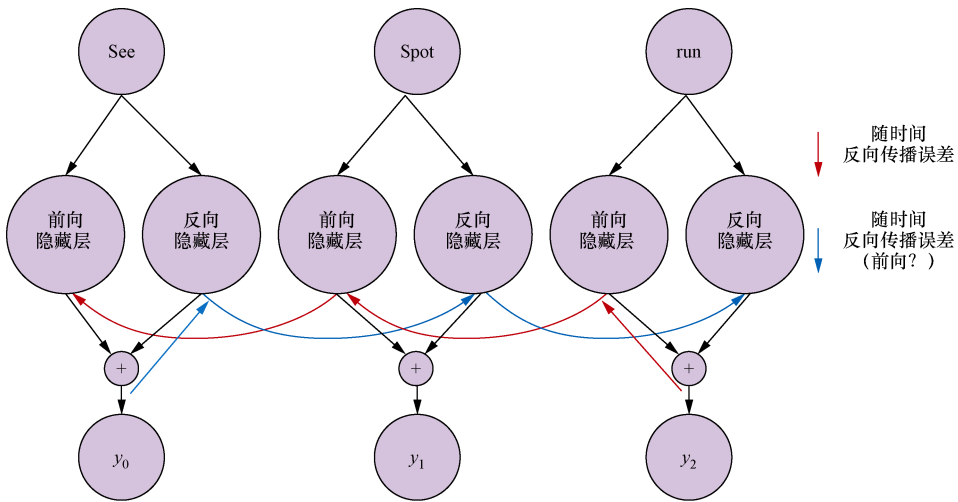 See
Spot
run
随时间
反向传播误差
前向
隐藏层
反向
隐藏层
前向
隐藏层
反向
隐藏层
前向
隐藏层
反向
隐藏层
随时间
反向传播误差
(前向?)
+
+
+
y₀
y₁
y₂